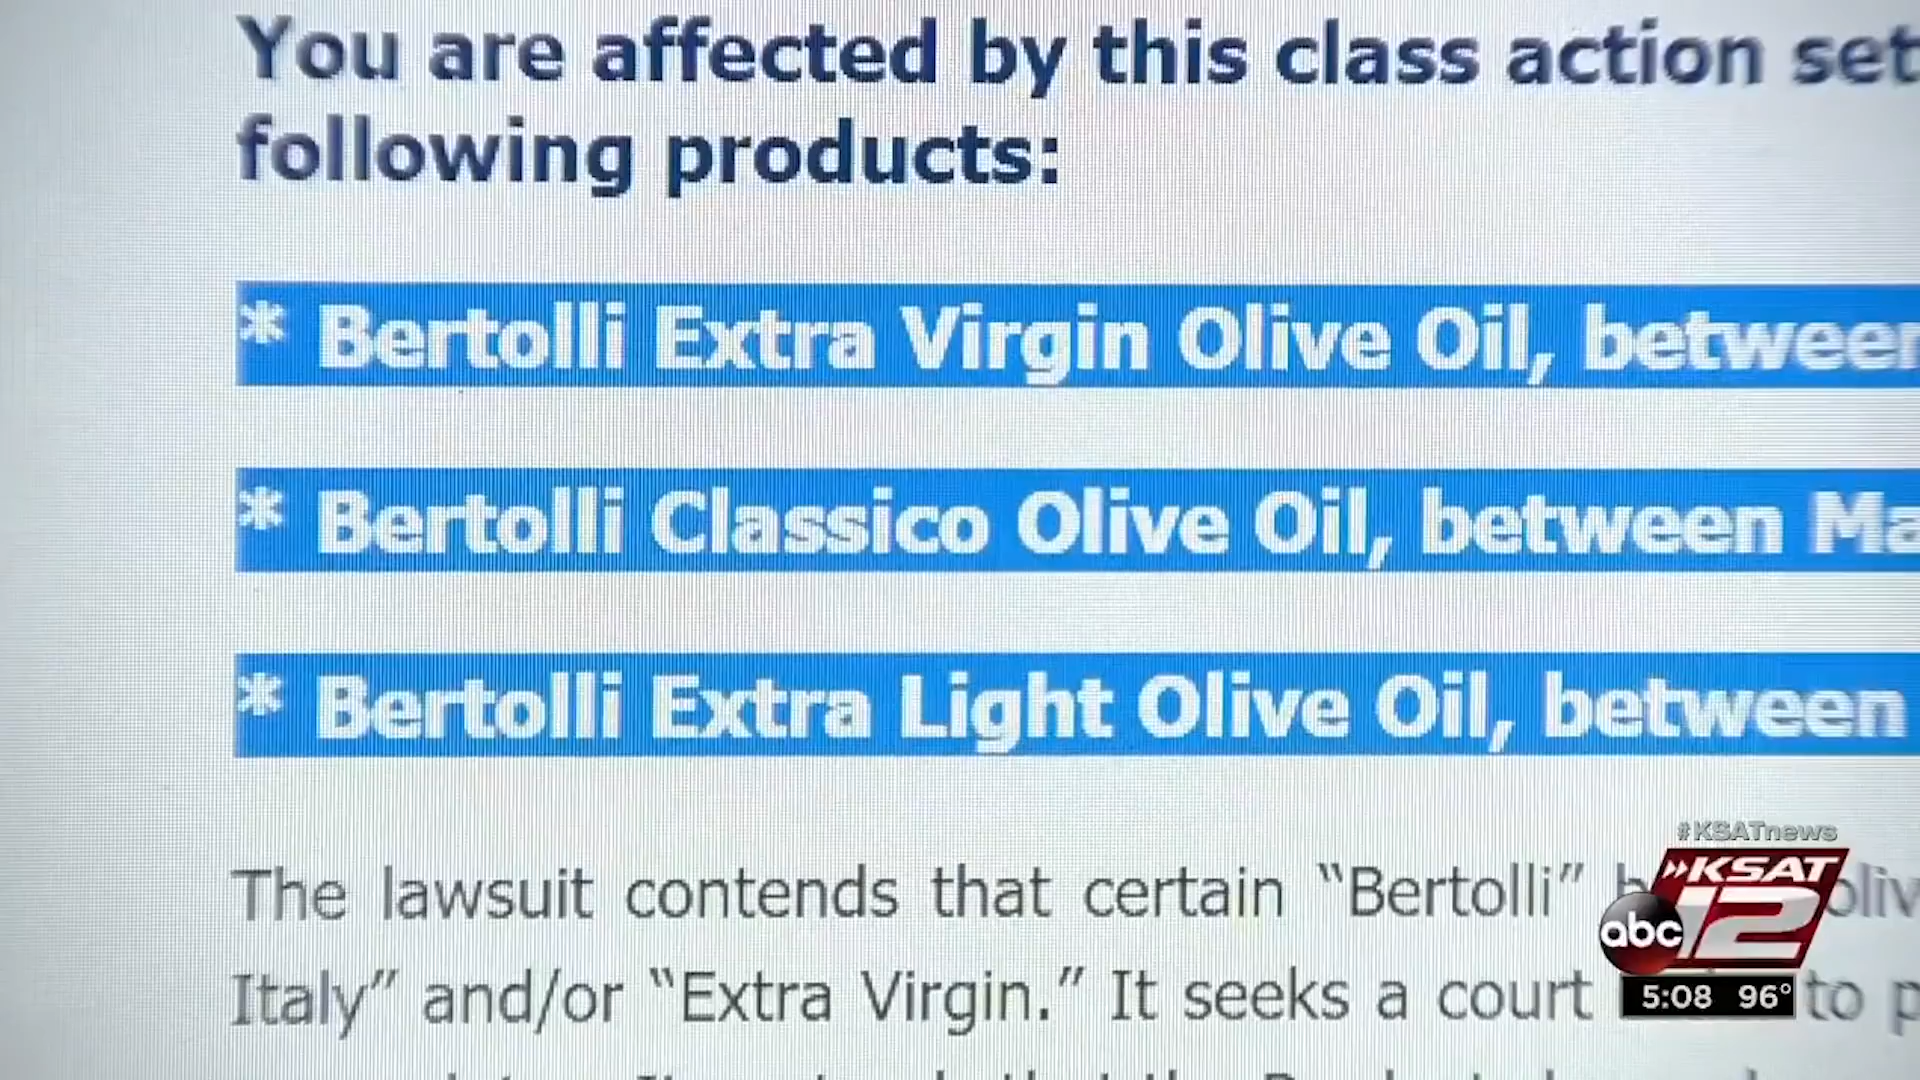 You are affected by this class action set
following products:
* Bertolli Extra Virgin Olive Oil, between
* Bertolli Classico Olive Oil, between Ma
* Bertolli Extra Light Olive Oil, between
The lawsuit contends that certain “Bertolli” b oliv
Italy” and/or “Extra Virgin.” It seeks a court to p
#KSATnews
KSAT
abc 12
5:08 96°